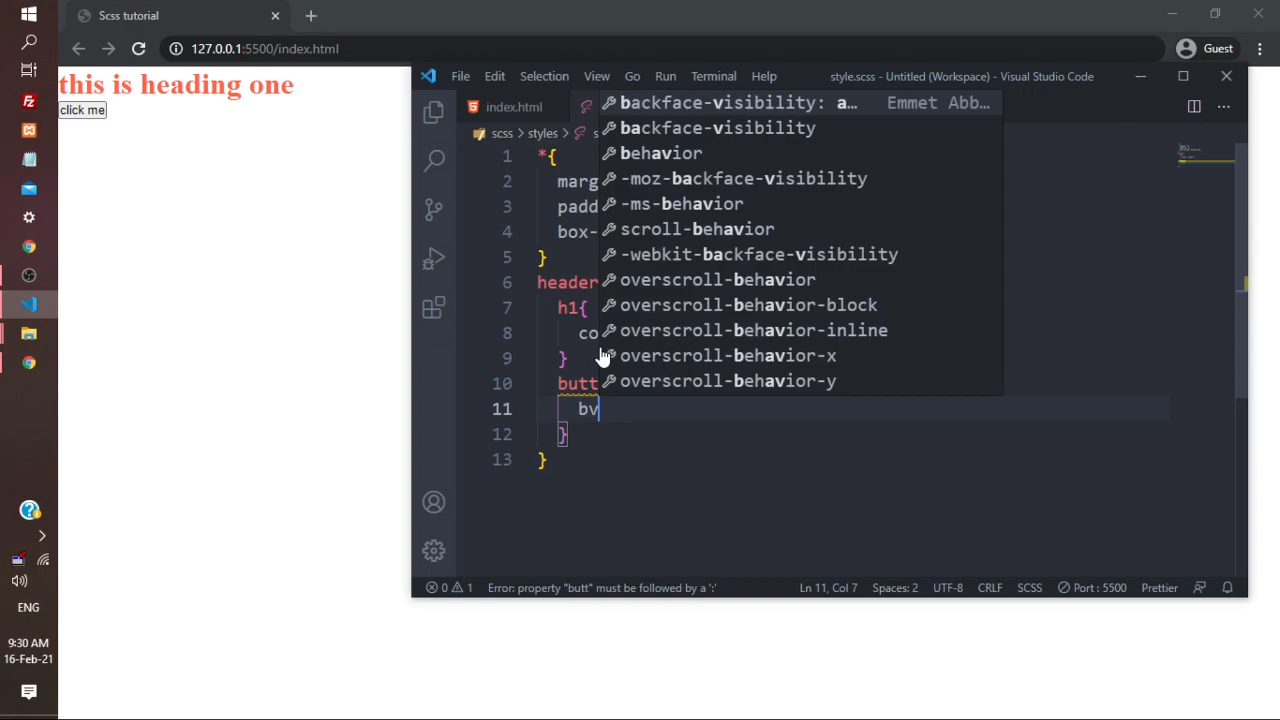 Scss tutorial
127.0.0.1:5500/index.html
Guest
this is heading one
click me
File Edit Selection View Go Run Terminal Help
style.scss - Untitled (Workspace) - Visual Studio Code
index.html
scss > styles >
1 *{
2 marg
3 padd
4 box-
5 }
6 header
7 h1{
8 co
9 }
10 butt
11 bv
12 }
13 }
backface-visibility: a... Emmet Abb...
backface-visibility
behavior
-moz-backface-visibility
-ms-behavior
scroll-behavior
-webkit-backface-visibility
overscroll-behavior
overscroll-behavior-block
overscroll-behavior-inline
overscroll-behavior-x
overscroll-behavior-y
0 1 Error: property "butt" must be followed by a ':'
Ln 11, Col 7 Spaces: 2 UTF-8 CRLF SCSS Port : 5500 Prettier
ENG
9:30 AM
16-Feb-21